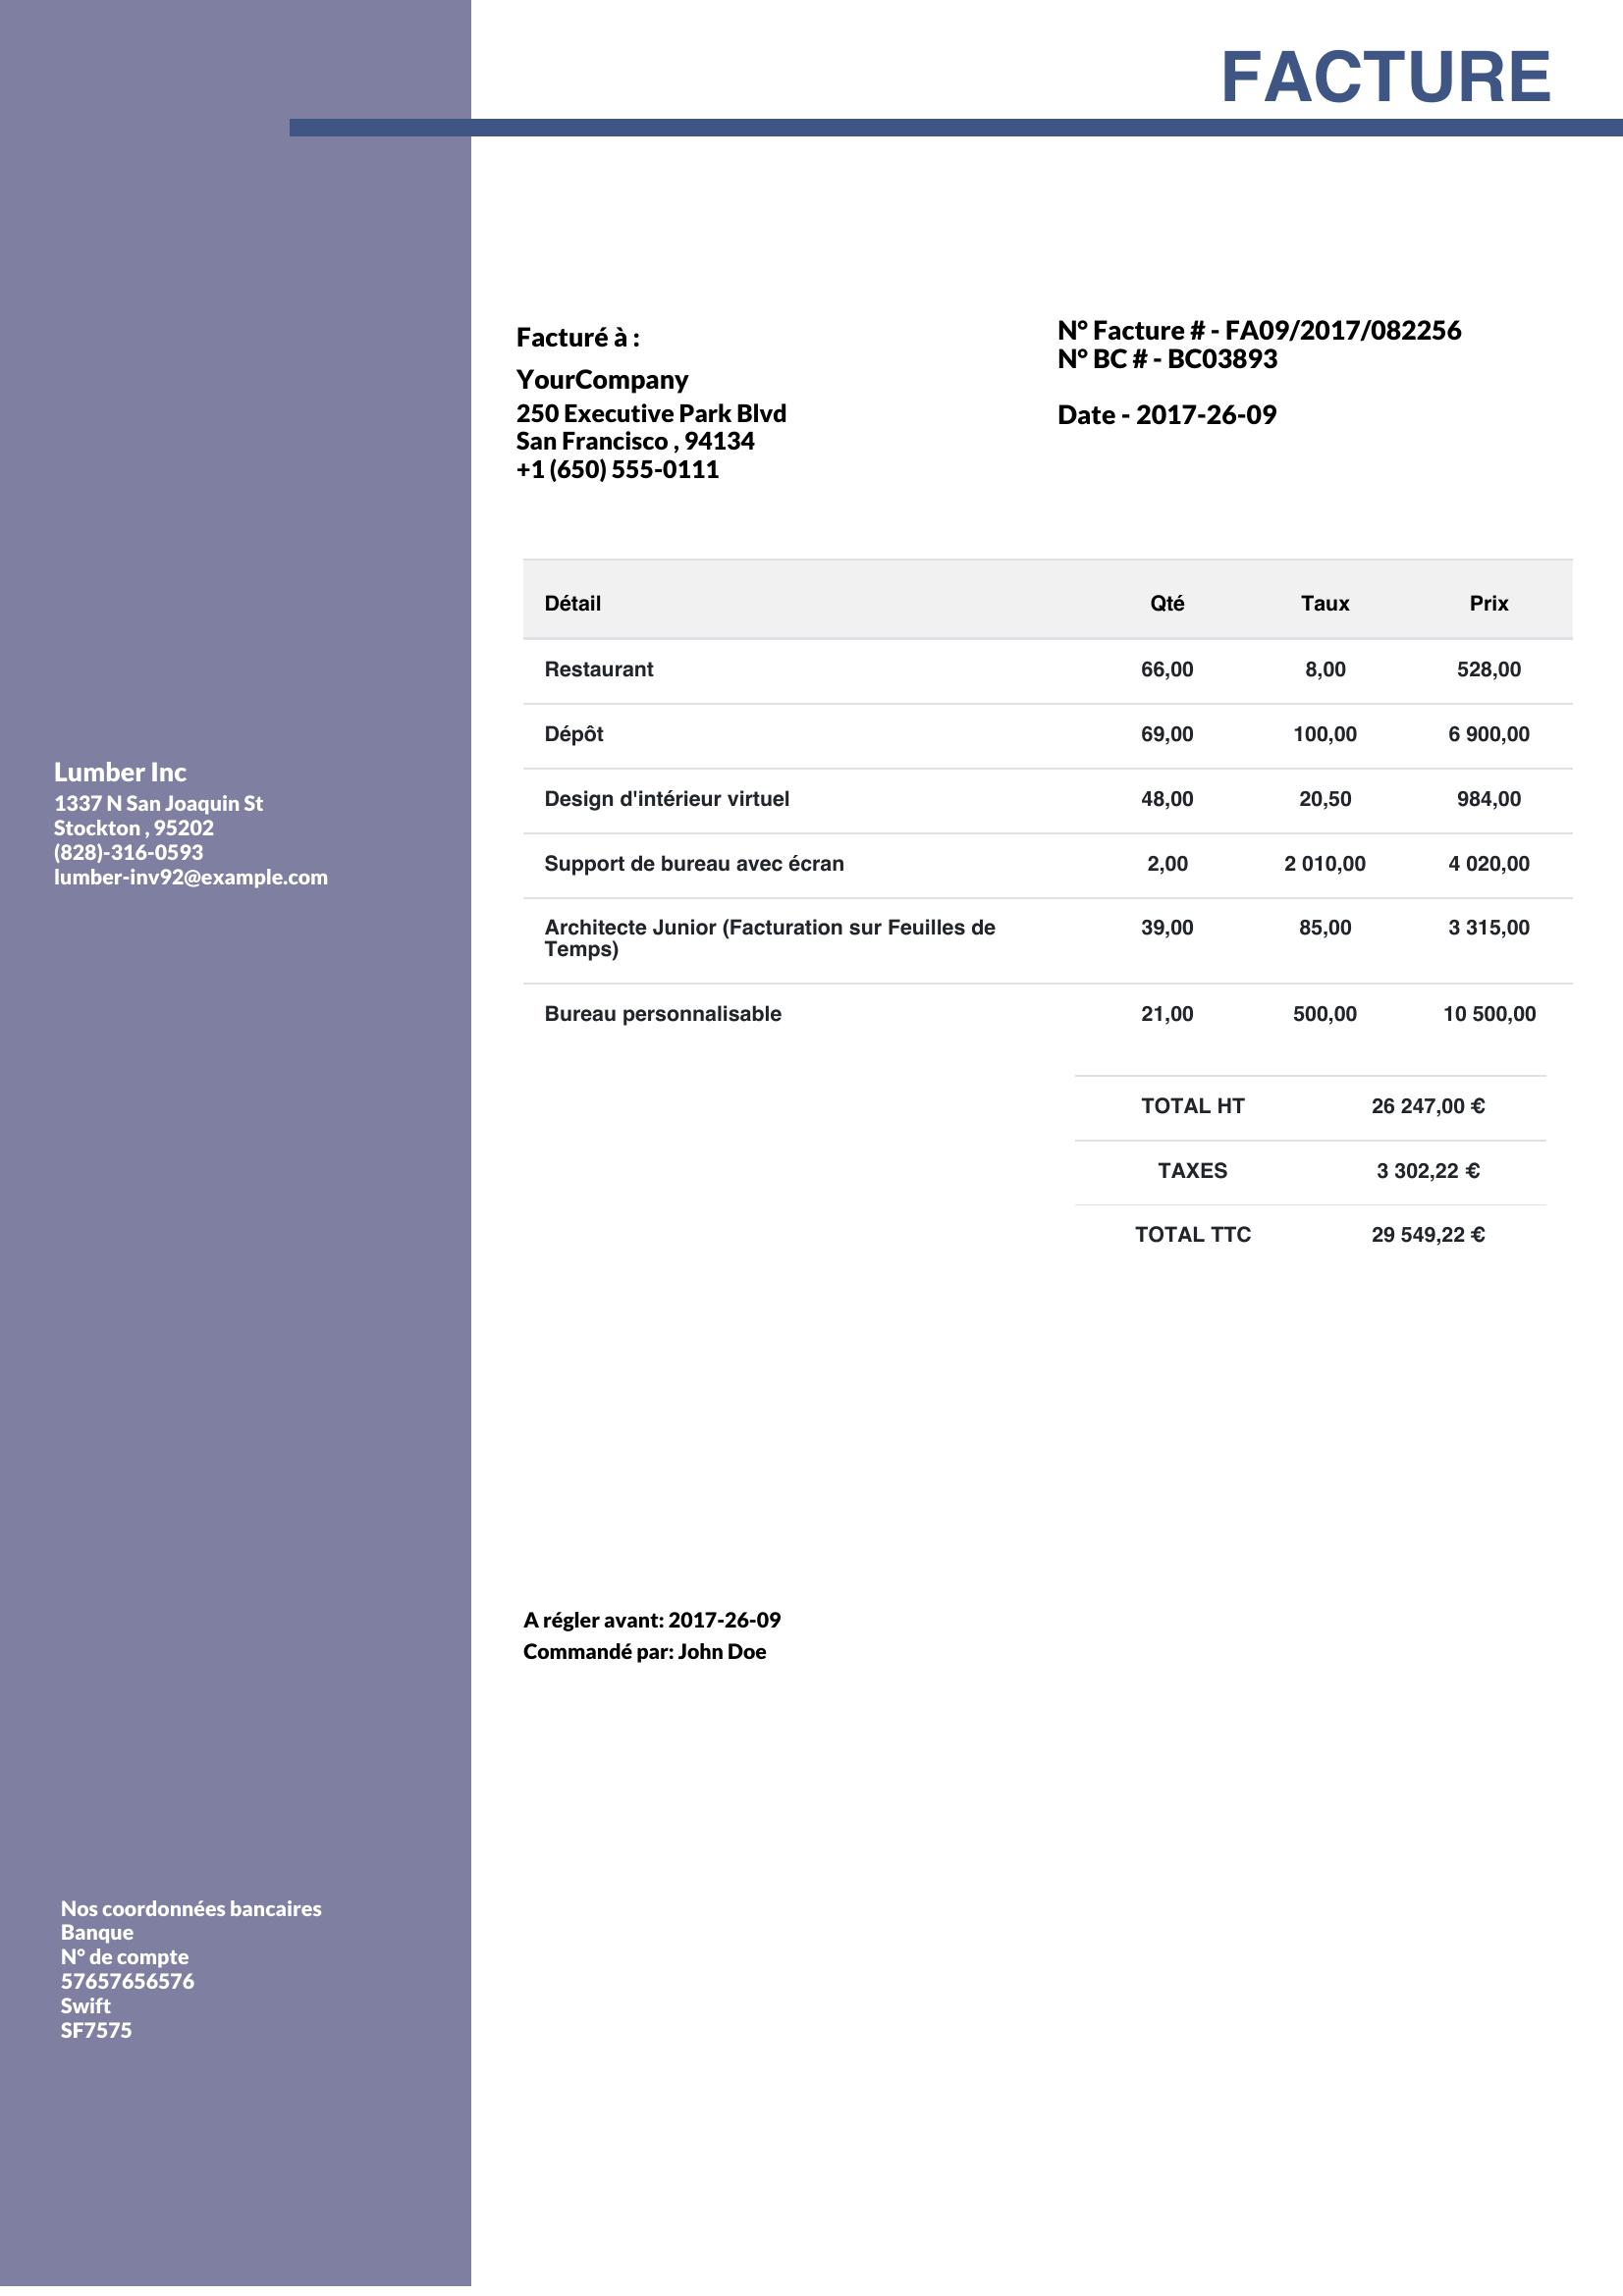 FACTURE
Facturé à :
YourCompany
250 Executive Park Blvd
San Francisco , 94134
+1 (650) 555-0111
N° Facture # - FA09/2017/082256
N° BC # - BC03893
Date - 2017-26-09
Lumber Inc
1337 N San Joaquin St
Stockton , 95202
(828)-316-0593
lumber-inv92@example.com
Détail Qté Taux Prix
Restaurant 66,00 8,00 528,00
Dépôt 69,00 100,00 6 900,00
Design d'intérieur virtuel 48,00 20,50 984,00
Support de bureau avec écran 2,00 2 010,00 4 020,00
Architecte Junior (Facturation sur Feuilles de 39,00 85,00 3 315,00
Temps)
Bureau personnalisable 21,00 500,00 10 500,00
TOTAL HT 26 247,00 €
TAXES 3 302,22 €
TOTAL TTC 29 549,22 €
A régler avant: 2017-26-09
Commandé par: John Doe
Nos coordonnées bancaires
Banque
N° de compte
57657656576
Swift
SF7575